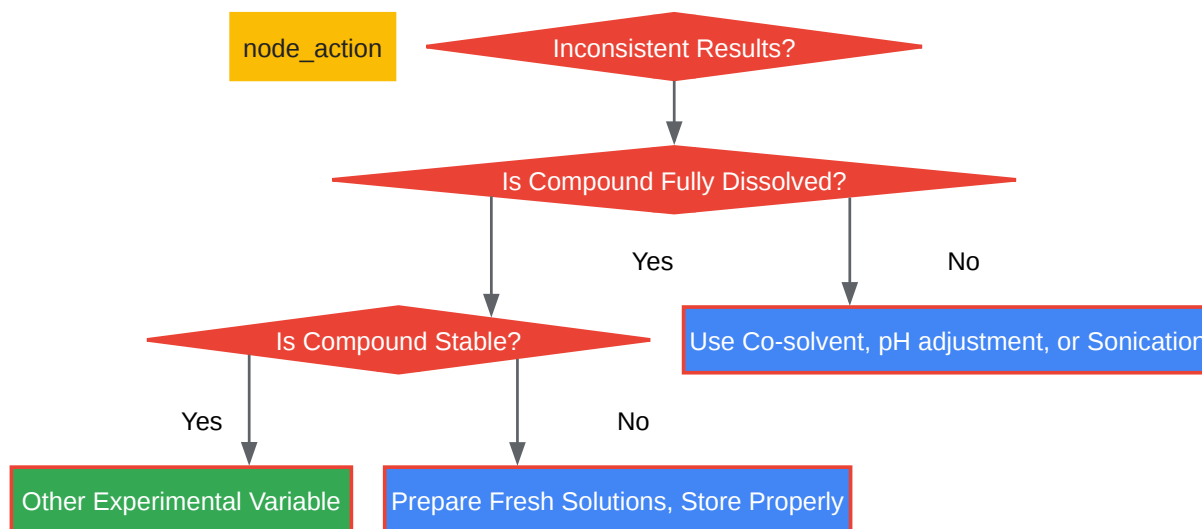 node_action
Inconsistent Results?
Is Compound Fully Dissolved?
Yes
No
Is Compound Stable?
Use Co-solvent, pH adjustment, or Sonication
Yes
No
Other Experimental Variable
Prepare Fresh Solutions, Store Properly